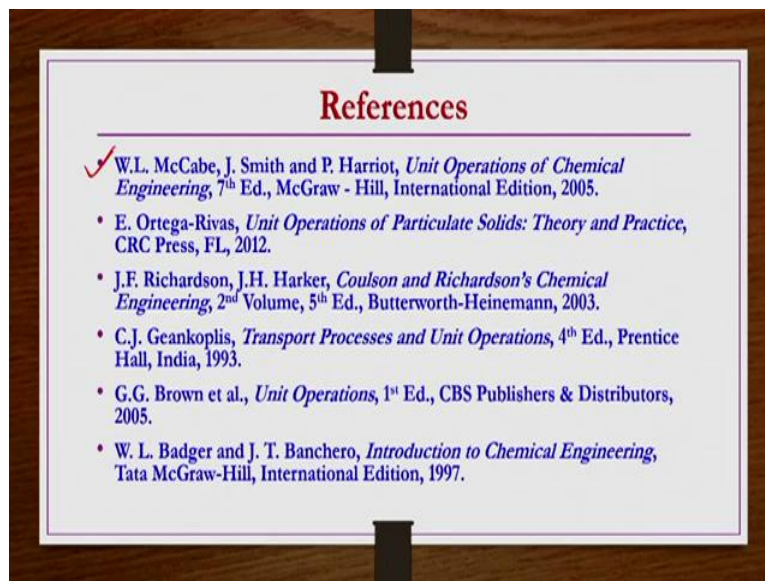 References
• W.L. McCabe, J. Smith and P. Harriot, Unit Operations of Chemical
Engineering, 7th Ed., McGraw - Hill, International Edition, 2005.
• E. Ortega-Rivas, Unit Operations of Particulate Solids: Theory and Practice,
CRC Press, FL, 2012.
• J.F. Richardson, J.H. Harker, Coulson and Richardson's Chemical
Engineering, 2nd Volume, 5th Ed., Butterworth-Heinemann, 2003.
• C.J. Geankoplis, Transport Processes and Unit Operations, 4th Ed., Prentice
Hall, India, 1993.
• G.G. Brown et al., Unit Operations, 1st Ed., CBS Publishers & Distributors,
2005.
• W. L. Badger and J. T. Banchero, Introduction to Chemical Engineering,
Tata McGraw-Hill, International Edition, 1997.